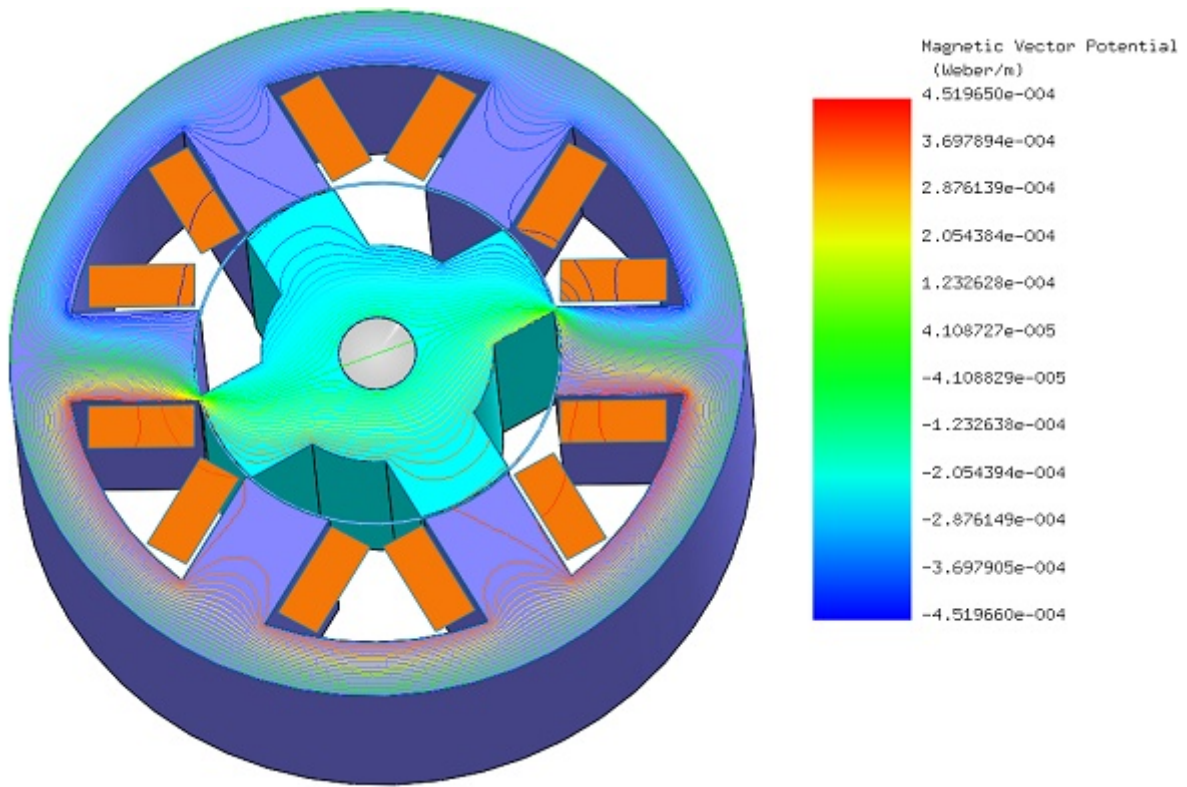 Magnetic Vector Potential
(Weber/m)
4.519650e-004
3.697894e-004
2.876139e-004
2.054384e-004
1.232628e-004
4.108727e-005
-4.108829e-005
-1.232638e-004
-2.054394e-004
-2.876149e-004
-3.697905e-004
-4.519660e-004